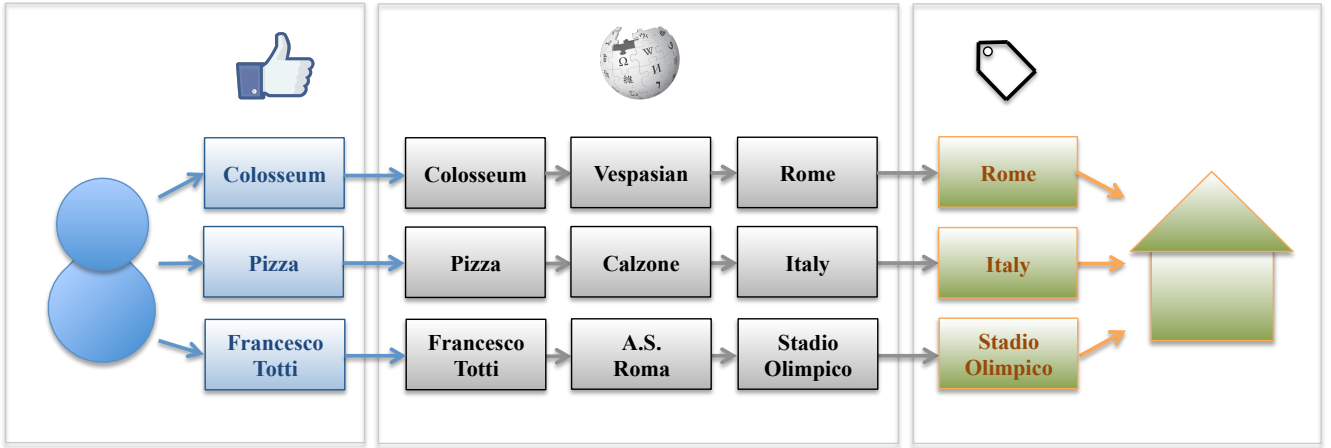 Colosseum
Colosseum
Vespasian
Rome
Rome
Pizza
Pizza
Calzone
Italy
Italy
Francesco
Totti
Francesco
Totti
A.S.
Roma
Stadio
Olimpico
Stadio
Olimpico
Ω
W
維
И